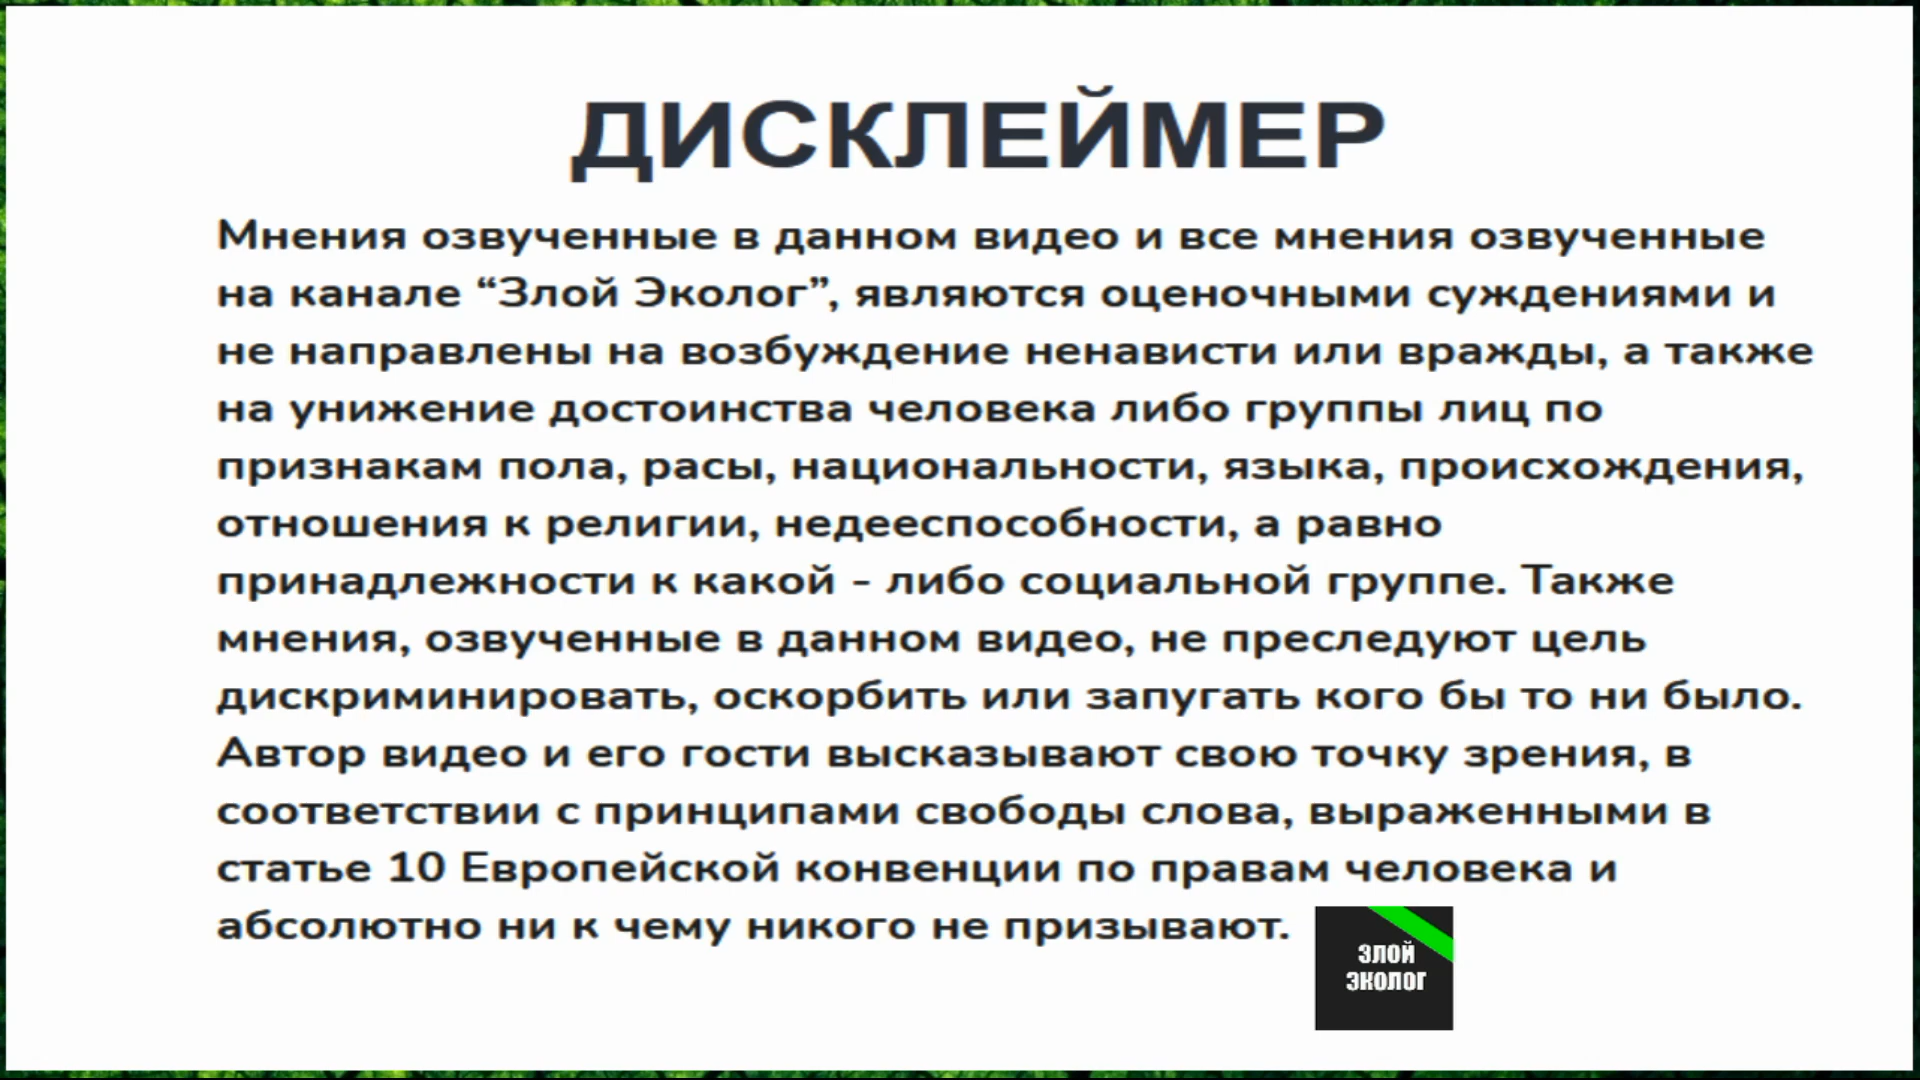 ДИСКЛЕЙМЕР
Мнения озвученные в данном видео и все мнения озвученные
на канале “Злой Эколог”, являются оценочными суждениями и
не направлены на возбуждение ненависти или вражды, а также
на унижение достоинства человека либо группы лиц по
признакам пола, расы, национальности, языка, происхождения,
отношения к религии, недееспособности, а равно
принадлежности к какой - либо социальной группе. Также
мнения, озвученные в данном видео, не преследуют цель
дискриминировать, оскорбить или запугать кого бы то ни было.
Автор видео и его гости высказывают свою точку зрения, в
соответствии с принципами свободы слова, выраженными в
статье 10 Европейской конвенции по правам человека и
абсолютно ни к чему никого не призывают.
ЗЛОЙ
ЭКОЛОГ